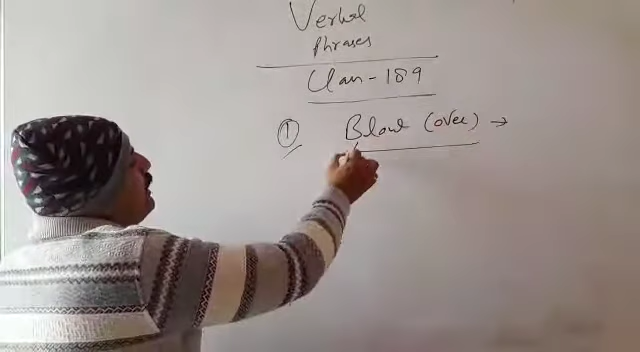 Verbal
Phrases
Class - 189
① Blow (over) →